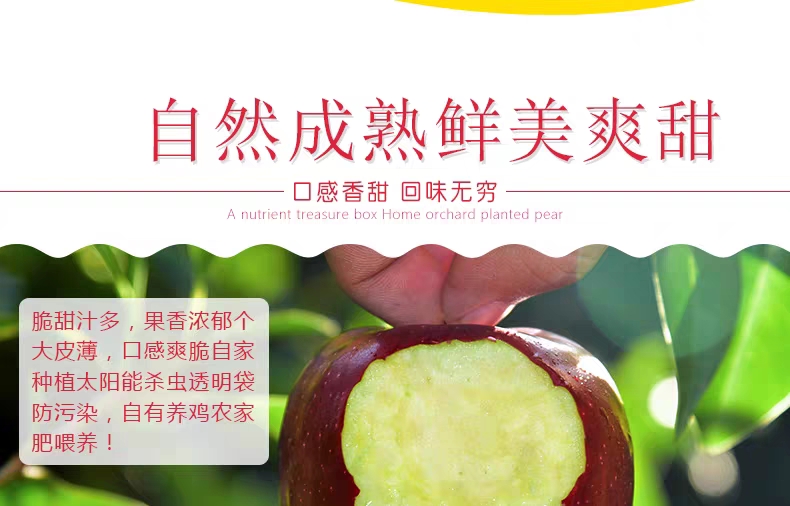 自然成熟鲜美爽甜
口感香甜 回味无穷
A nutrient treasure box Home orchard planted pear
脆甜汁多，果香浓郁个
大皮薄，口感爽脆自家
种植太阳能杀虫透明袋
防污染，自有养鸡农家
肥喂养！